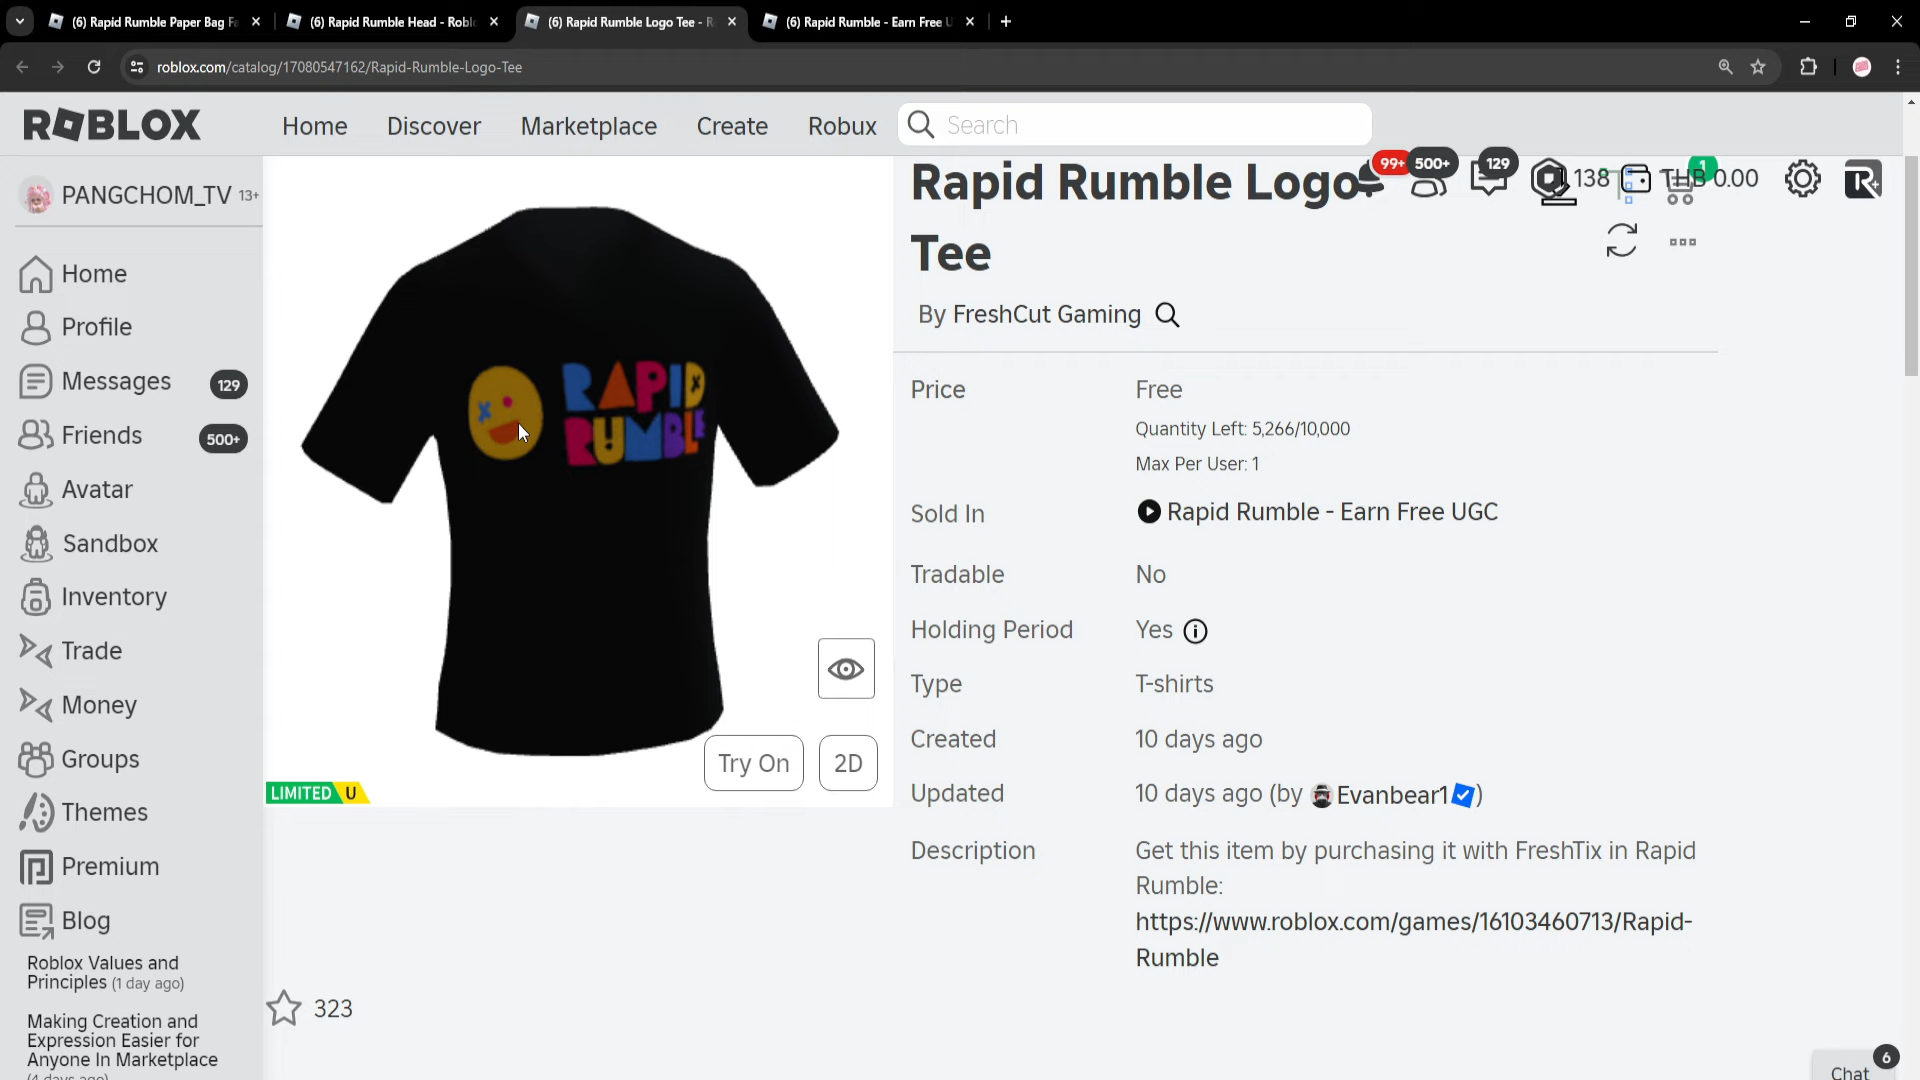 (6) Rapid Rumble Paper Bag Fa
(6) Rapid Rumble Head - Roblo
(6) Rapid Rumble Logo Tee - R
(6) Rapid Rumble - Earn Free U
roblox.com/catalog/17080547162/Rapid-Rumble-Logo-Tee
ROBLOX
Home
Discover
Marketplace
Create
Robux
Search
PANGCHOM_TV 13+
Home
Profile
Messages 129
Friends 500+
Avatar
Sandbox
Inventory
Trade
Money
Groups
Themes
Premium
Blog
Roblox Values and
Principles (1 day ago)
Making Creation and
Expression Easier for
Anyone In Marketplace
(4 days ago)
RAPID
RUMBLE
Try On
2D
LIMITED U
323
Rapid Rumble Logo
Tee
99+
500+
129
138
THB 0.00
1
By FreshCut Gaming
Price Free
Quantity Left: 5,266/10,000
Max Per User: 1
Sold In Rapid Rumble - Earn Free UGC
Tradable No
Holding Period Yes
Type T-shirts
Created 10 days ago
Updated 10 days ago (by Evanbear1)
Description Get this item by purchasing it with FreshTix in Rapid
Rumble:
https://www.roblox.com/games/16103460713/Rapid-
Rumble
Chat 6